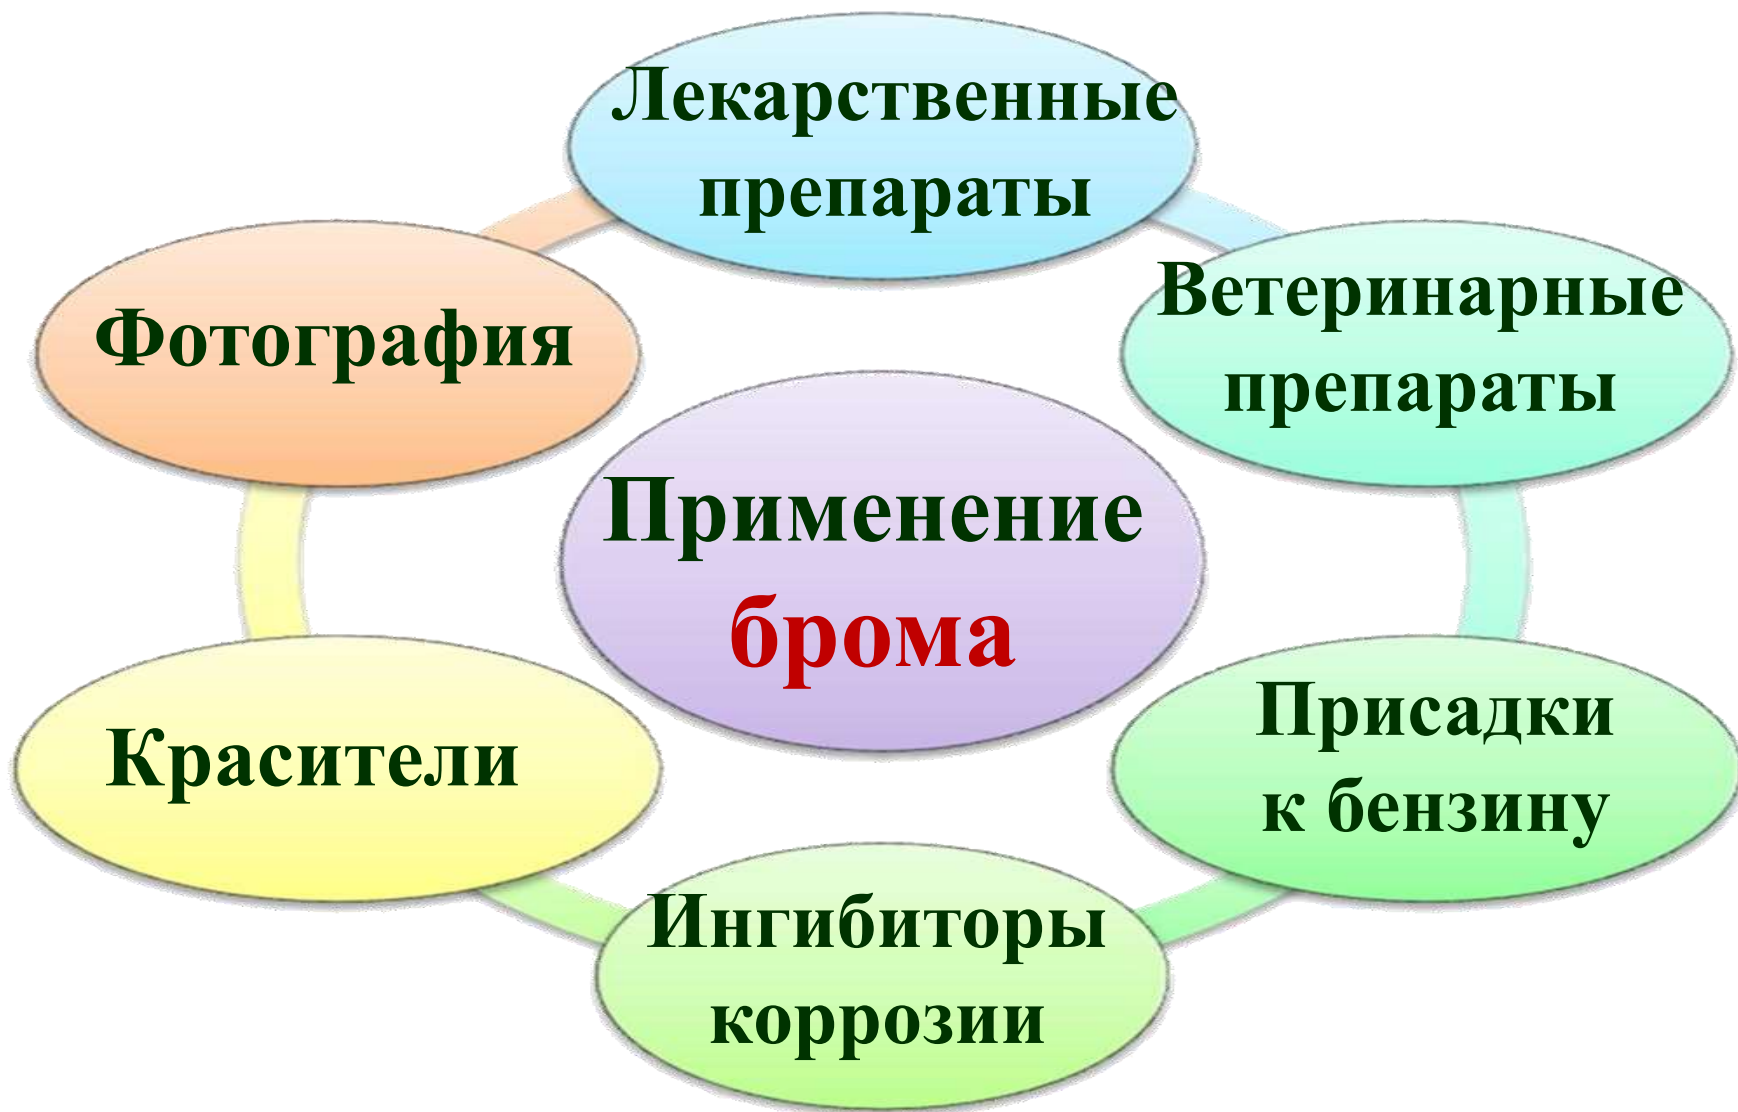 Лекарственные
препараты
Ветеринарные
препараты
Фотография
Применение
брома
Присадки
к бензину
Красители
Ингибиторы
коррозии